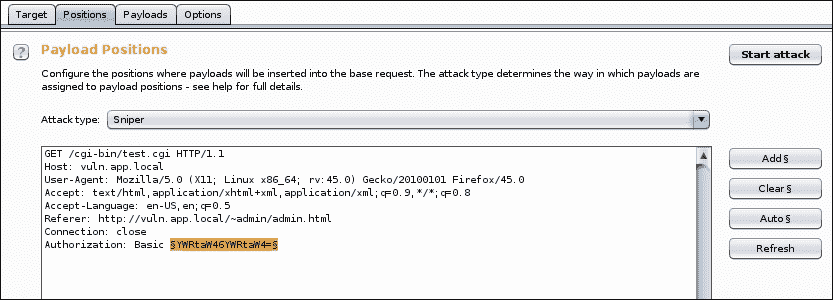 Target Positions Payloads Options
? Payload Positions Start attack
Configure the positions where payloads will be inserted into the base request. The attack type determines the way in which payloads are
assigned to payload positions - see help for full details.
Attack type: Sniper
GET /cgi-bin/test.cgi HTTP/1.1
Host: vuln.app.local
User-Agent: Mozilla/5.0 (X11; Linux x86_64; rv:45.0) Gecko/20100101 Firefox/45.0
Accept: text/html,application/xhtml+xml,application/xml;q=0.9,*/*;q=0.8
Accept-Language: en-US,en;q=0.5
Referer: http://vuln.app.local/~admin/admin.html
Connection: close
Authorization: Basic §YWRtaW46YWRtaW4=§
Add §
Clear §
Auto §
Refresh